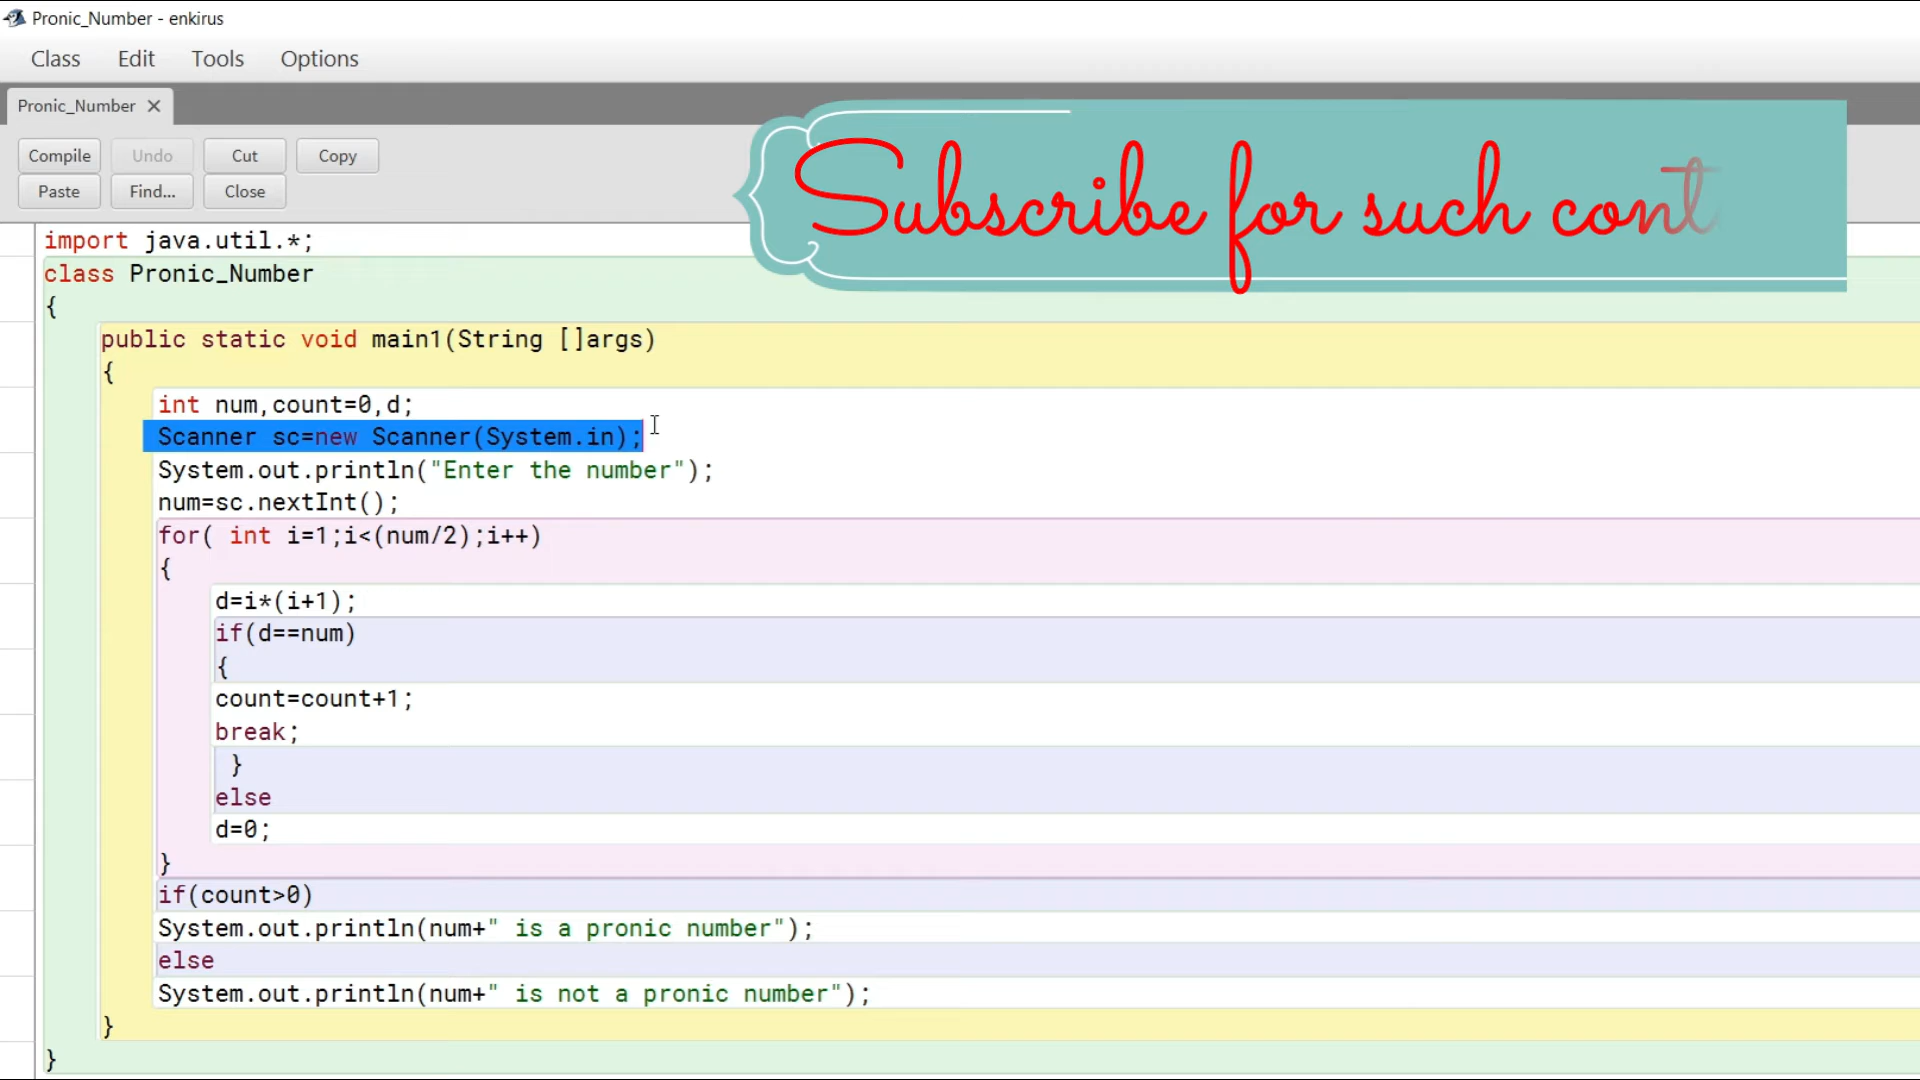 Pronic_Number - enkirus
Class Edit Tools Options
Pronic_Number
Compile Undo Cut Copy
Paste Find... Close
Subscribe for such cont
import java.util.*;
class Pronic_Number
{
public static void main1(String []args)
{
int num,count=0,d;
Scanner sc=new Scanner(System.in);
System.out.println("Enter the number");
num=sc.nextInt();
for( int i=1;i<(num/2);i++)
{
d=i*(i+1);
if(d==num)
{
count=count+1;
break;
}
else
d=0;
}
if(count>0)
System.out.println(num+" is a pronic number");
else
System.out.println(num+" is not a pronic number");
}
}